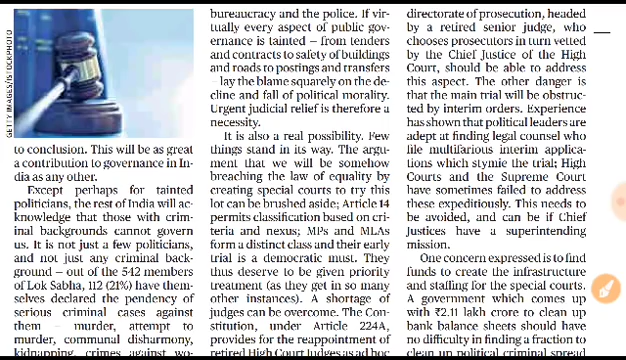 GETTY IMAGES/ISTOCKPHOTO
to conclusion. This will be as great
a contribution to governance in In-
dia as any other.
Except perhaps for tainted
politicians, the rest of India will ac-
knowledge that those with crim-
inal backgrounds cannot govern
us. It is not just a few politicians,
and not just any criminal back-
ground – out of the 542 members
of Lok Sabha, 112 (21%) have them-
selves declared the pendency of
serious criminal cases against
them – murder, attempt to
murder, communal disharmony,
kidnapping, crimes against wo-
bureaucracy and the police. If vir-
tually every aspect of public gov-
ernance is tainted – from tenders
and contracts to safety of buildings
and roads to postings and transfers
– lay the blame squarely on the de-
cline and fall of political morality.
Urgent judicial relief is therefore a
necessity.
It is also a real possibility. Few
things stand in its way. The argu-
ment that we will be somehow
breaching the law of equality by
creating special courts to try this
lot can be brushed aside; Article 14
permits classification based on cri-
teria and nexus; MPs and MLAs
form a distinct class and their early
trial is a democratic must. They
thus deserve to be given priority
treatment (as they get in so many
other instances). A shortage of
judges can be overcome. The Con-
stitution, under Article 224A,
provides for the reappointment of
retired High Court Judges as ad hoc
directorate of prosecution, headed
by a retired senior judge, who
chooses prosecutors in turn vetted
by the Chief Justice of the High
Court, should be able to address
this aspect. The other danger is
that the main trial will be obstruc-
ted by interim orders. Experience
has shown that political leaders are
adept at finding legal counsel who
file multifarious interim applica-
tions which stymie the trial; High
Courts and the Supreme Court
have sometimes failed to address
these expeditiously. This needs to
be avoided, and can be if Chief
Justices have a superintending
mission.
One concern expressed is to find
funds to create the infrastructure
and staffing for the special courts.
A government which comes up
with ₹2.11 lakh crore to clean up
bank balance sheets should have
no difficulty in finding a fraction to
clean up political criminal spread